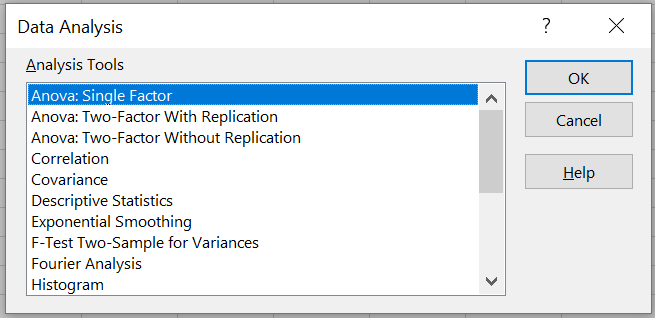 Data Analysis
?
Analysis Tools
OK
Anova: Single Factor
Anova: Two-Factor With Replication
Cancel
Anova: Two-Factor Without Replication
Correlation
Covariance
Help
Descriptive Statistics
Exponential Smoothing
F-Test Two-Sample for Variances
Fourier Analysis
Histogram